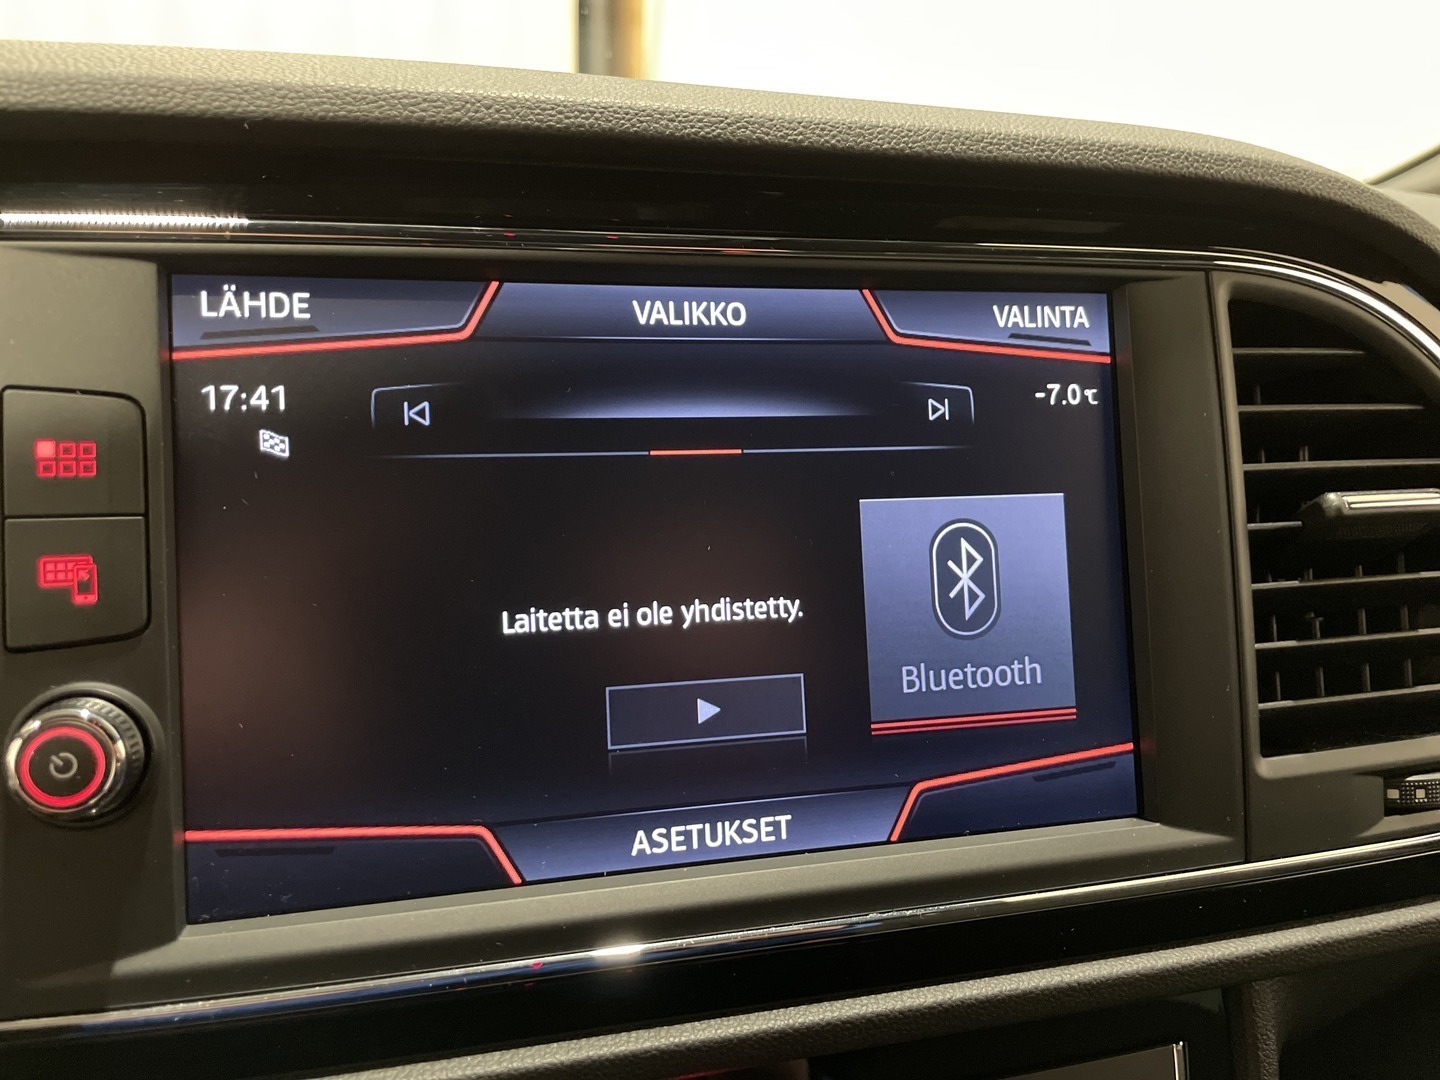 LÄHDE
VALIKKO
VALINTA
17:41
-7.0℃
Laitetta ei ole yhdistetty.
Bluetooth
ASETUKSET